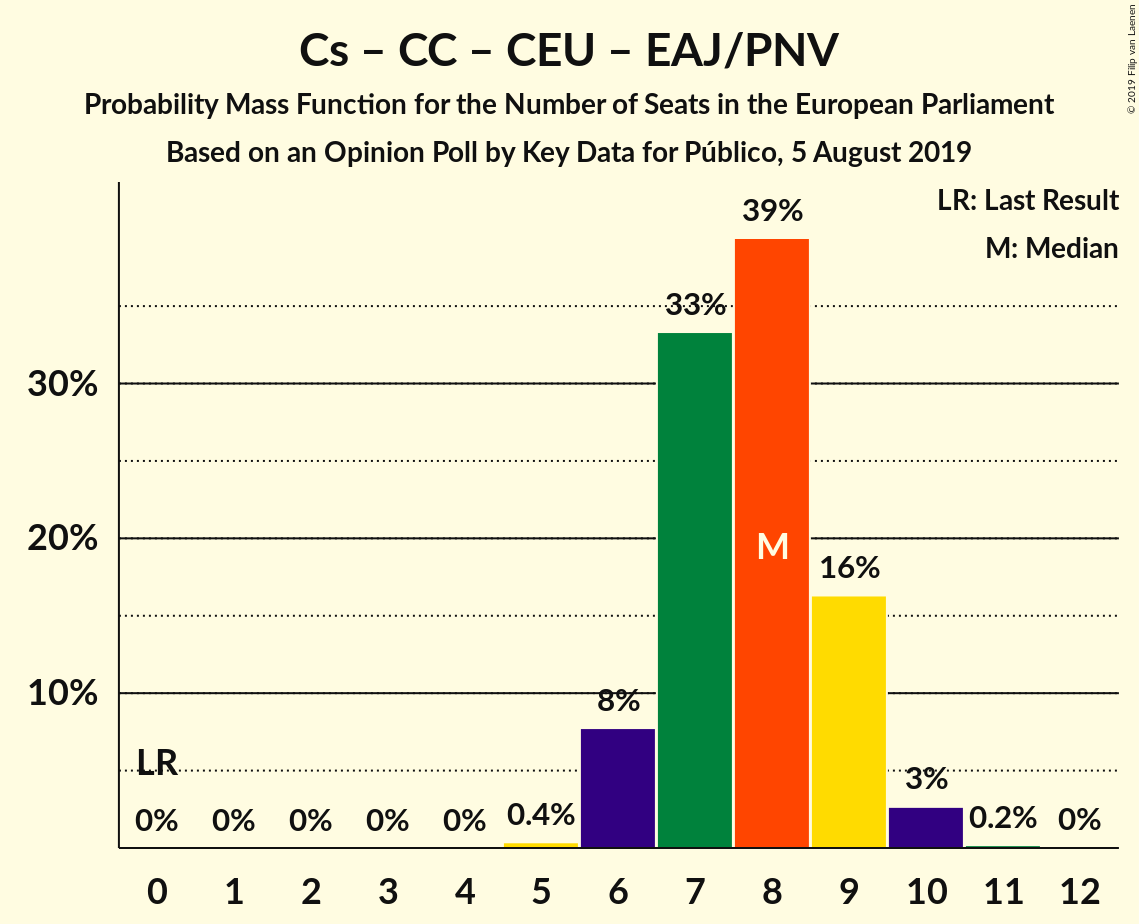 Cs – CC – CEU – EAJ/PNV
Probability Mass Function for the Number of Seats in the European Parliament
Based on an Opinion Poll by Key Data for Público, 5 August 2019
© 2019 Filip van Laenen
LR: Last Result
M: Median
39%
33%
30%
20%
M
16%
10%
8%
LR
3%
0%
0%
0%
0%
0%
0.4%
0.2%
0%
0 1 2 3 4 5 6 7 8 9 10 11 12